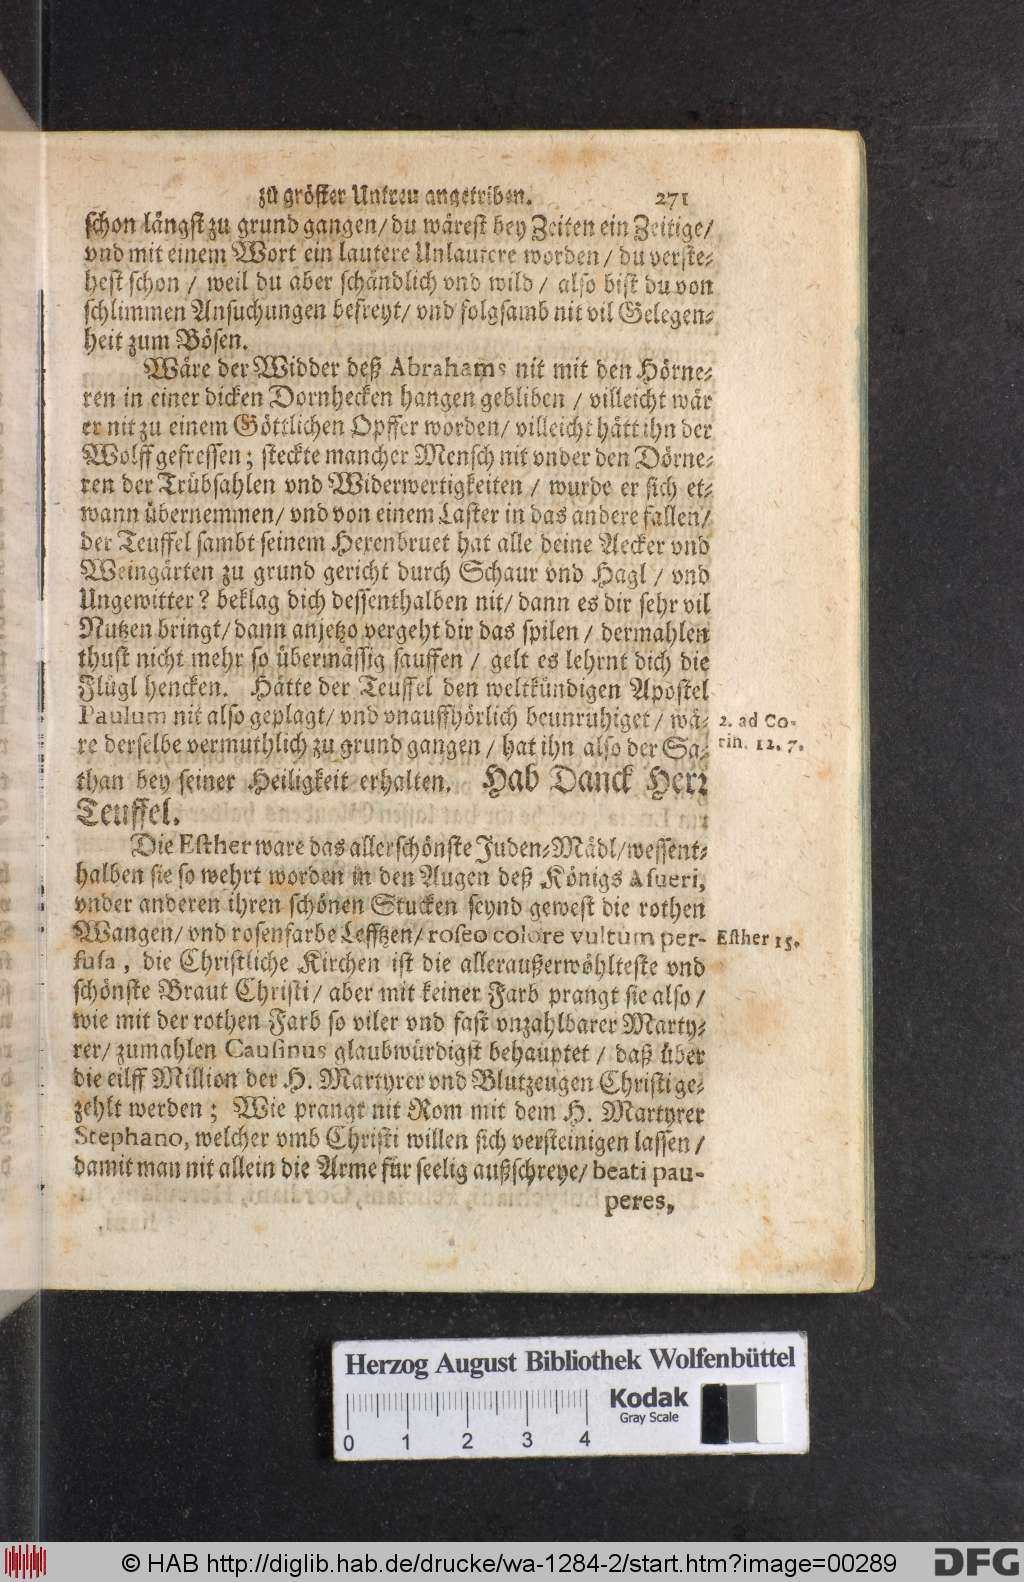 zu gröster Untreu angetriben. 271
schon längst zu grund gangen/ du wärest bey Zeiten ein Zeitige/
vnd mit einem Wort ein lautere Unlautere worden / du verste-
hest schon / weil du aber schändlich vnd wild / also bist du von
schlimmen Ansuchungen befreyt/ vnd folgsamb nit vil Gelegen-
heit zum Bösen.
Wäre der Widder deß Abrahams nit mit den Hörne-
ren in einer dicken Dornhecken hangen gebliben / villeicht wär
er nit zu einem Göttlichen Opffer worden/ villeicht hätt ihn der
Wolff gefressen; steckte mancher Mensch nit vnder den Dörne-
ren der Trübsahlen vnd Widerwertigkeiten / wurde er sich et-
wann übernemmen/ vnd von einem Laster in das andere fallen/
der Teuffel sambt seinem Hexenbruet hat alle deine Aecker vnd
Weingärten zu grund gericht durch Schaur vnd Hagl / vnd
Ungewitter? beklag dich dessenthalben nit/ dann es dir sehr vil
Nutzen bringt/ dann anjetzo vergeht dir das spilen / dermahlen
thust nicht mehr so übermässig sauffen / gelt es lehrnt dich die
Flügl hencken. Hätte der Teuffel den weltkündigen Apostel
Paulum nit also geplagt/ vnd vnauffhörlich beunruhiget / wä-
2. ad Co-
re derselbe vermuthlich zu grund gangen / hat ihn also der Sa-
rin. 12. 7.
than bey seiner Heiligkeit erhalten. Hab Danck Herr
Teuffel.
Die Esther ware das allerschönste Juden-Mädl/ wessent-
halben sie so wehrt worden in den Augen deß Königs Asueri,
vnder anderen ihren schönen Stucken seynd gewest die rothen
Wangen/ vnd rosenfarbe Lefftzen/ roseo colore vultum per-
Esther 15.
fusa, die Christliche Kirchen ist die alleraußerwöhlteste vnd
schönste Braut Christi/ aber mit keiner Farb prangt sie also /
wie mit der rothen Farb so viler vnd fast vnzahlbarer Marty-
rer/ zumahlen Causinus glaubwürdigst behauptet / daß über
die eilff Million der H. Martyrer vnd Blutzeugen Christi ge-
zehlt werden; Wie prangt nit Rom mit dem H. Martyrer
Stephano, welcher vmb Christi willen sich versteinigen lassen /
damit man nit allein die Arme für seelig außschreye/ beati pau-
peres,
Herzog August Bibliothek Wolfenbüttel
Kodak
Gray Scale
0 1 2 3 4
© HAB http://diglib.hab.de/drucke/wa-1284-2/start.htm?image=00289
DFG